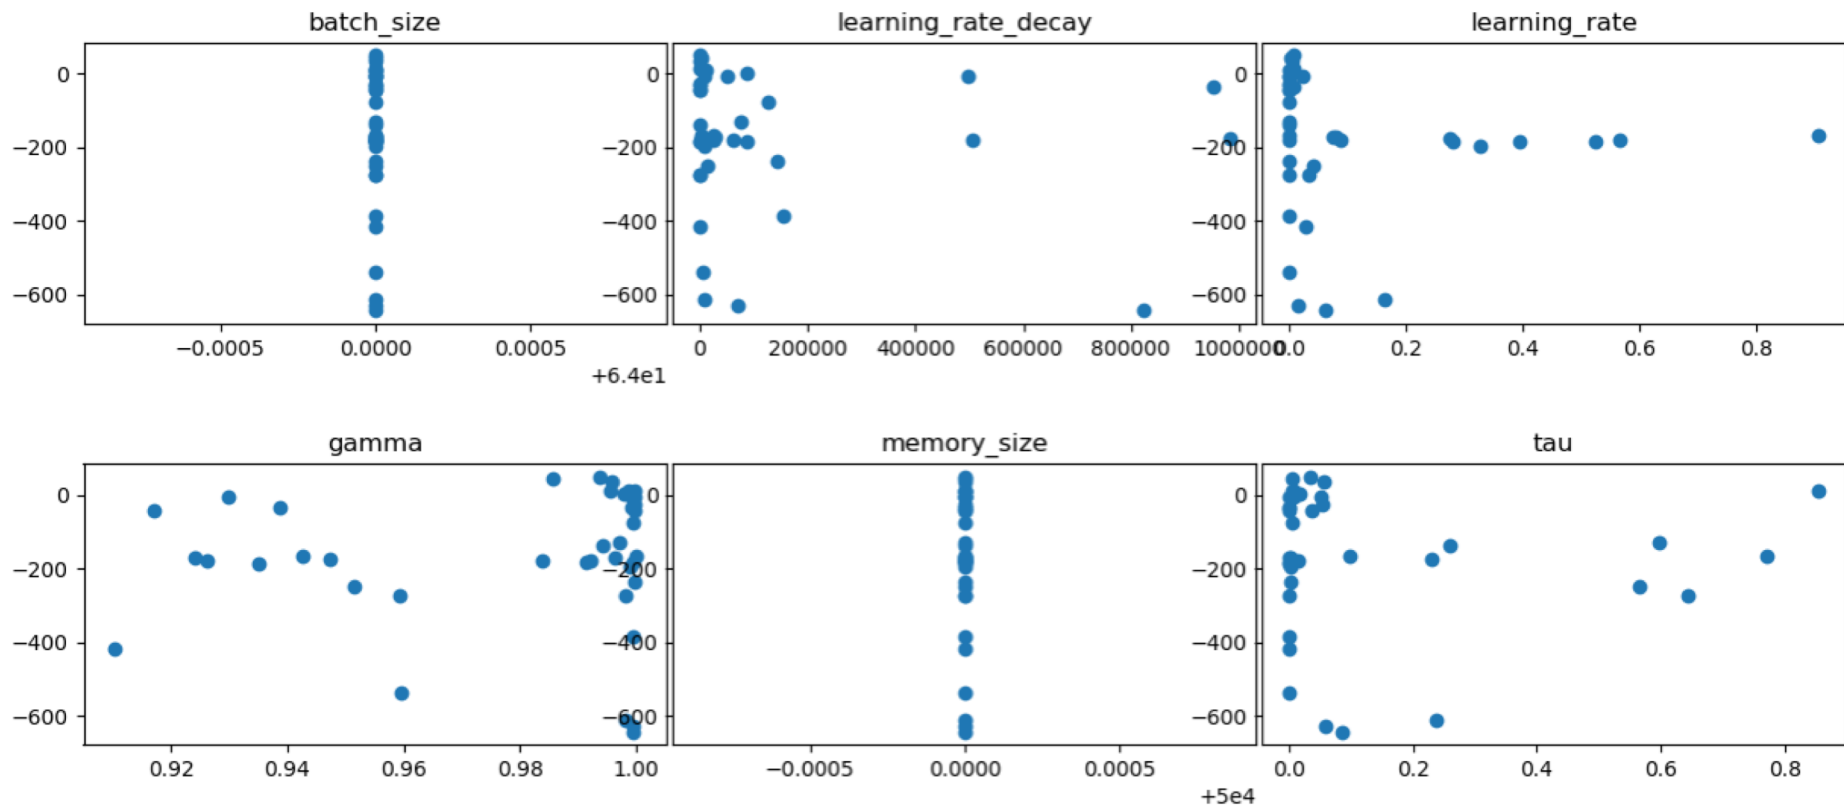 batch_size learning_rate_decay learning_rate
0 0 0
−200 −200 −200
−400 −400 −400
−600 −600 −600
−0.0005 0.0000 0.0005 0 200000 400000 600000 800000 1000000 0.0 0.2 0.4 0.6 0.8
+6.4e1
gamma memory_size tau
0 0 0
−200 −200 −200
−400 −400 −400
−600 −600 −600
0.92 0.94 0.96 0.98 1.00 −0.0005 0.0000 0.0005 0.0 0.2 0.4 0.6 0.8
+5e4